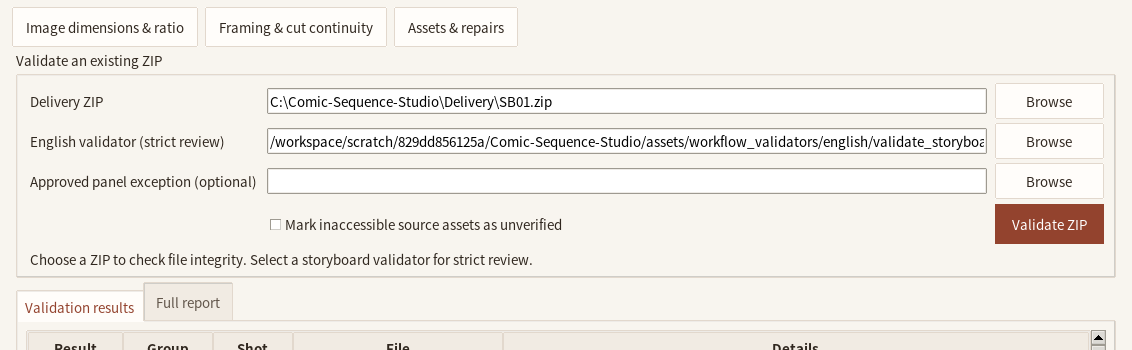 Image dimensions & ratio Framing & cut continuity Assets & repairs
Validate an existing ZIP
Delivery ZIP C:\Comic-Sequence-Studio\Delivery\SB01.zip Browse
English validator (strict review) /workspace/scratch/829dd856125a/Comic-Sequence-Studio/assets/workflow_validators/english/validate_storyboa Browse
Approved panel exception (optional) Browse
Mark inaccessible source assets as unverified Validate ZIP
Choose a ZIP to check file integrity. Select a storyboard validator for strict review.
Validation results Full report
Result Group Shot File Details